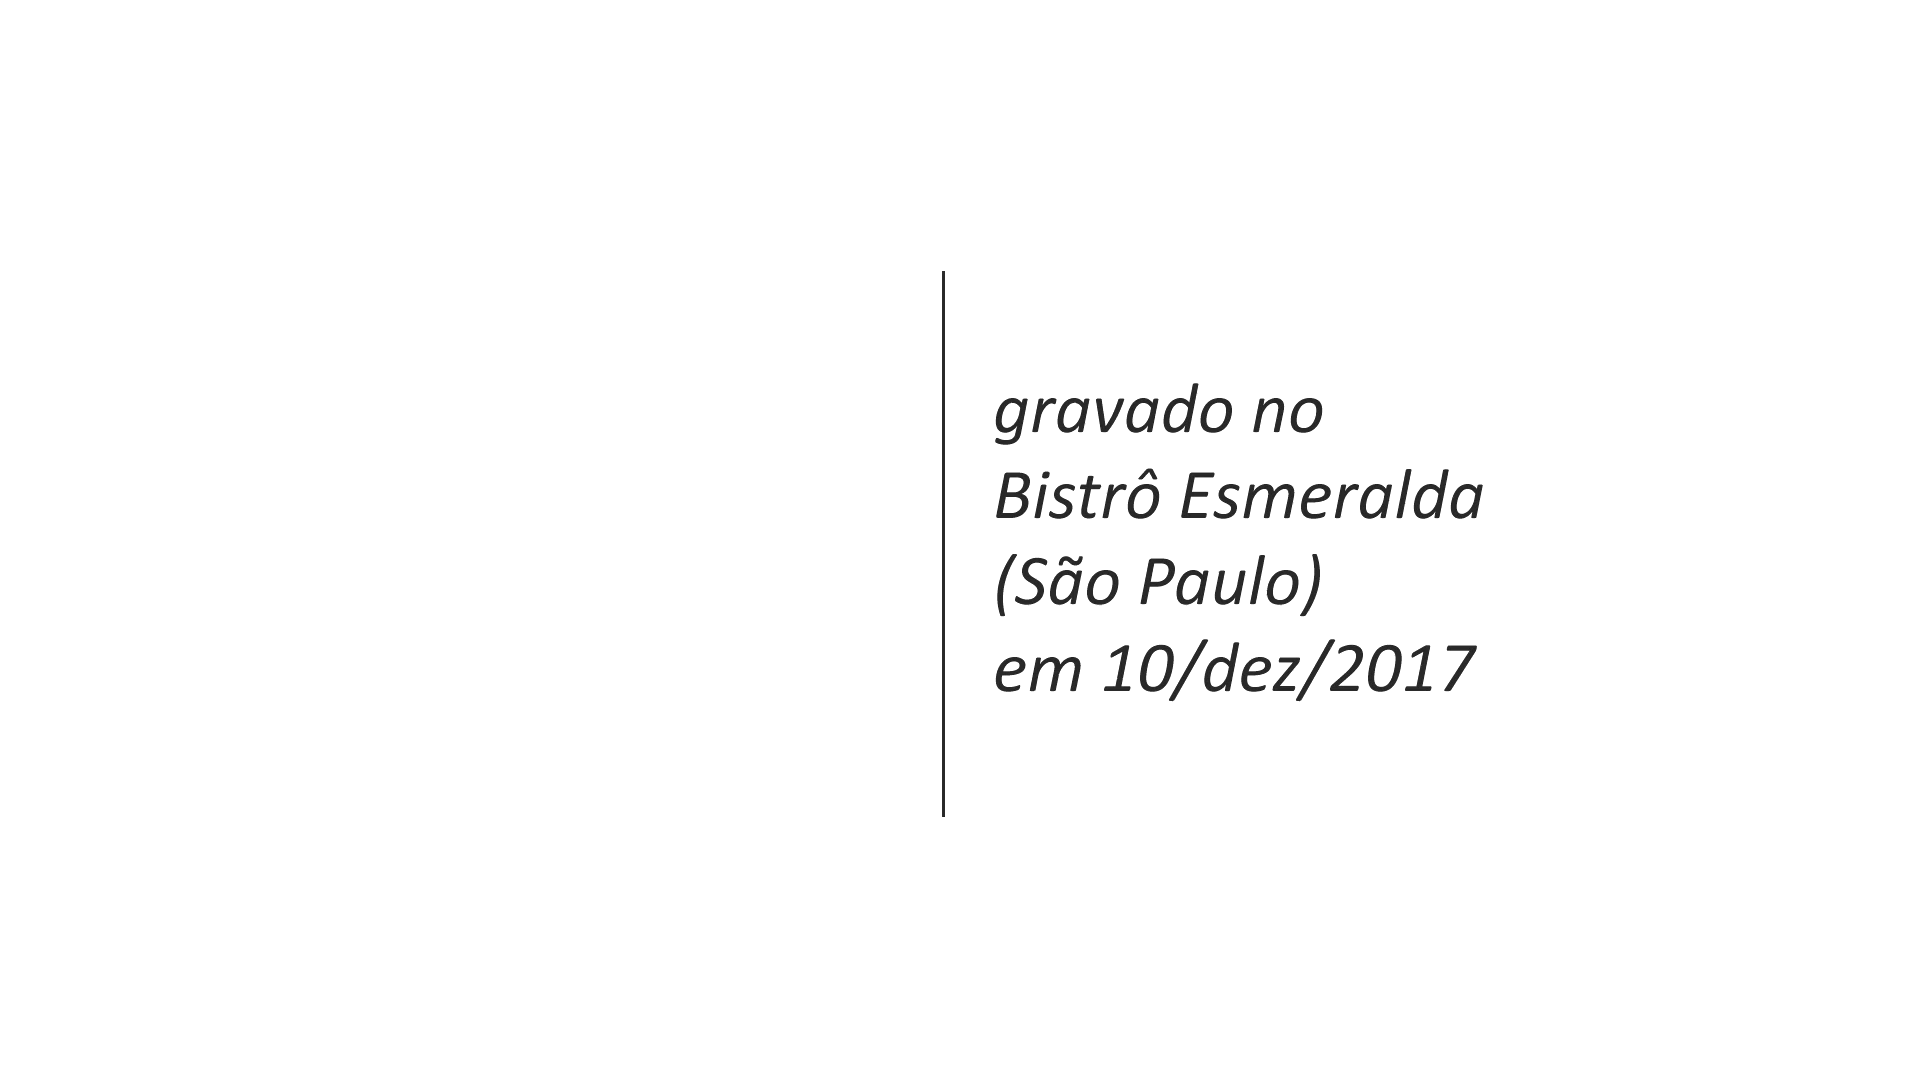 gravado no
Bistrô Esmeralda
(São Paulo)
em 10/dez/2017